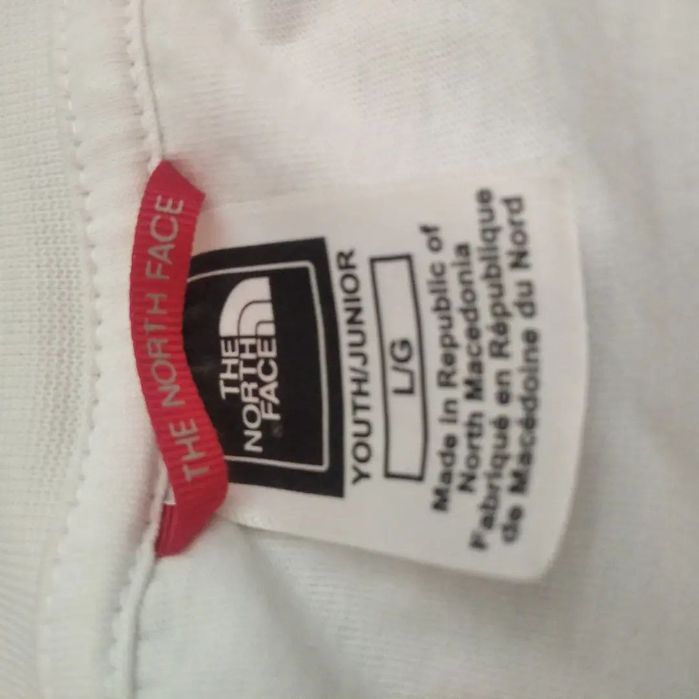 THE NORTH FACE
THE
NORTH
FACE
YOUTH/JUNIOR
L/G
Made in Republic of
North Macedonia
Fabriqué en République
de Macédoine du Nord